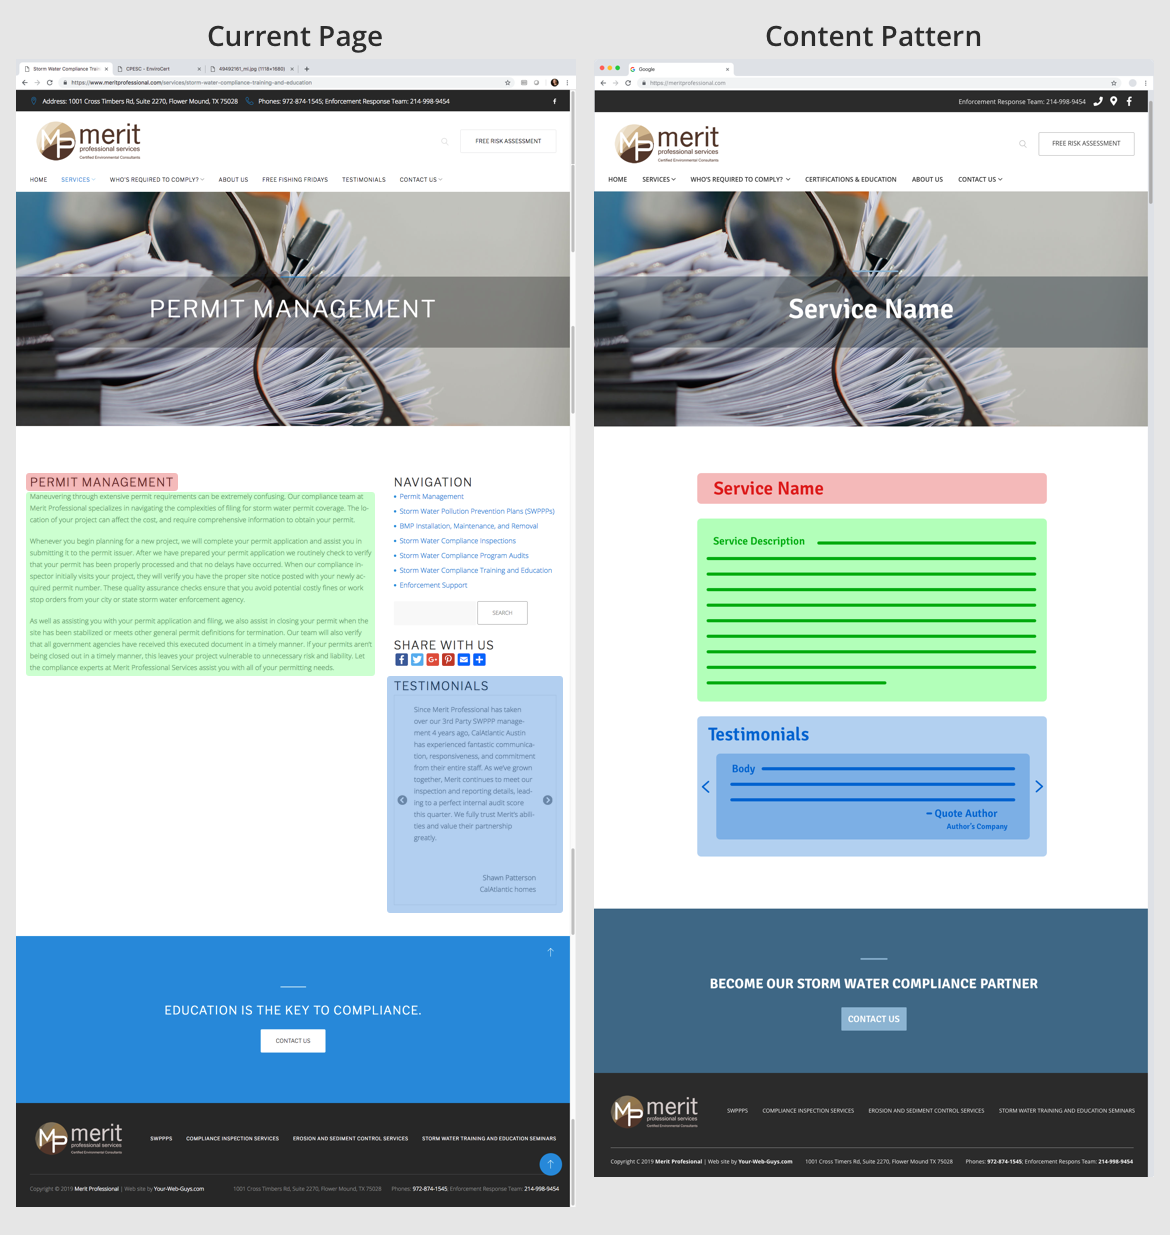 Current Page
Storm Water Compliance Train
CPESC - EnviroCert
49492161_ml.jpg (1118×1680)
https://www.meritprofessional.com/services/storm-water-compliance-training-and-education
Address: 1001 Cross Timbers Rd, Suite 2270, Flower Mound, TX 75028
Phones: 972-874-1545; Enforcement Response Team: 214-998-9454
MP merit
professional services
Certified Environmental Consultants
FREE RISK ASSESSMENT
HOME SERVICES WHO'S REQUIRED TO COMPLY? ABOUT US FREE FISHING FRIDAYS TESTIMONIALS CONTACT US
PERMIT MANAGEMENT
PERMIT MANAGEMENT
Maneuvering through extensive permit requirements can be extremely confusing. Our compliance team at
Merit Professional specializes in navigating the complexities of filing for storm water permit coverage. The lo-
cation of your project can affect the cost, and require comprehensive information to obtain your permit.
Whenever you begin planning for a new project, we will complete your permit application and assist you in
submitting it to the permit issuer. After we have prepared your permit application we routinely check to verify
that your permit has been properly processed and that no delays have occurred. When our compliance in-
spector initially visits your project, they will verify you have the proper site notice posted with your newly ac-
quired permit number. These quality assurance checks ensure that you avoid potential costly fines or work
stop orders from your city or state storm water enforcement agency.
As well as assisting you with your permit application and filing, we also assist in closing your permit when the
site has been stabilized or meets other general permit definitions for termination. Our team will also verify
that all government agencies have received this executed document in a timely manner. If your permits aren't
being closed out in a timely manner, this leaves your project vulnerable to unnecessary risk and liability. Let
the compliance experts at Merit Professional Services assist you with all of your permitting needs.
NAVIGATION
• Permit Management
• Storm Water Pollution Prevention Plans (SWPPPs)
• BMP Installation, Maintenance, and Removal
• Storm Water Compliance Inspections
• Storm Water Compliance Program Audits
• Storm Water Compliance Training and Education
• Enforcement Support
SEARCH
SHARE WITH US
TESTIMONIALS
Since Merit Professional has taken
over our 3rd Party SWPPP manage-
ment 4 years ago, CalAtlantic Austin
has experienced fantastic communica-
tion, responsiveness, and commitment
from their entire staff. As we've grown
together, Merit continues to meet our
inspection and reporting details, lead-
ing to a perfect internal audit score
this quarter. We fully trust Merit's abili-
ties and value their partnership
greatly.
Shawn Patterson
CalAtlantic homes
EDUCATION IS THE KEY TO COMPLIANCE.
CONTACT US
MP merit
professional services
Certified Environmental Consultants
SWPPPS COMPLIANCE INSPECTION SERVICES EROSION AND SEDIMENT CONTROL SERVICES STORM WATER TRAINING AND EDUCATION SEMINARS
Copyright © 2019 Merit Professional | Web site by Your-Web-Guys.com 1001 Cross Timbers Rd, Suite 2270, Flower Mound, TX 75028 Phones: 972-874-1545; Enforcement Response Team: 214-998-9454
Content Pattern
Google
https://meritprofessional.com
Enforcement Response Team: 214-998-9454
MP merit
professional services
Certified Environmental Consultants
FREE RISK ASSESSMENT
HOME SERVICES WHO'S REQUIRED TO COMPLY? CERTIFICATIONS & EDUCATION ABOUT US CONTACT US
Service Name
Service Name
Service Description
Testimonials
Body
– Quote Author
Author's Company
BECOME OUR STORM WATER COMPLIANCE PARTNER
CONTACT US
MP merit
professional services
Certified Environmental Consultants
SWPPPS COMPLIANCE INSPECTION SERVICES EROSION AND SEDIMENT CONTROL SERVICES STORM WATER TRAINING AND EDUCATION SEMINARS
Copyright C 2019 Merit Profesional | Web site by Your-Web-Guys.com 1001 Cross Timers Rd, Suite 2270, Flower Mound TX 75028 Phones: 972-874-1545; Enforcement Respons Team: 214-998-9454